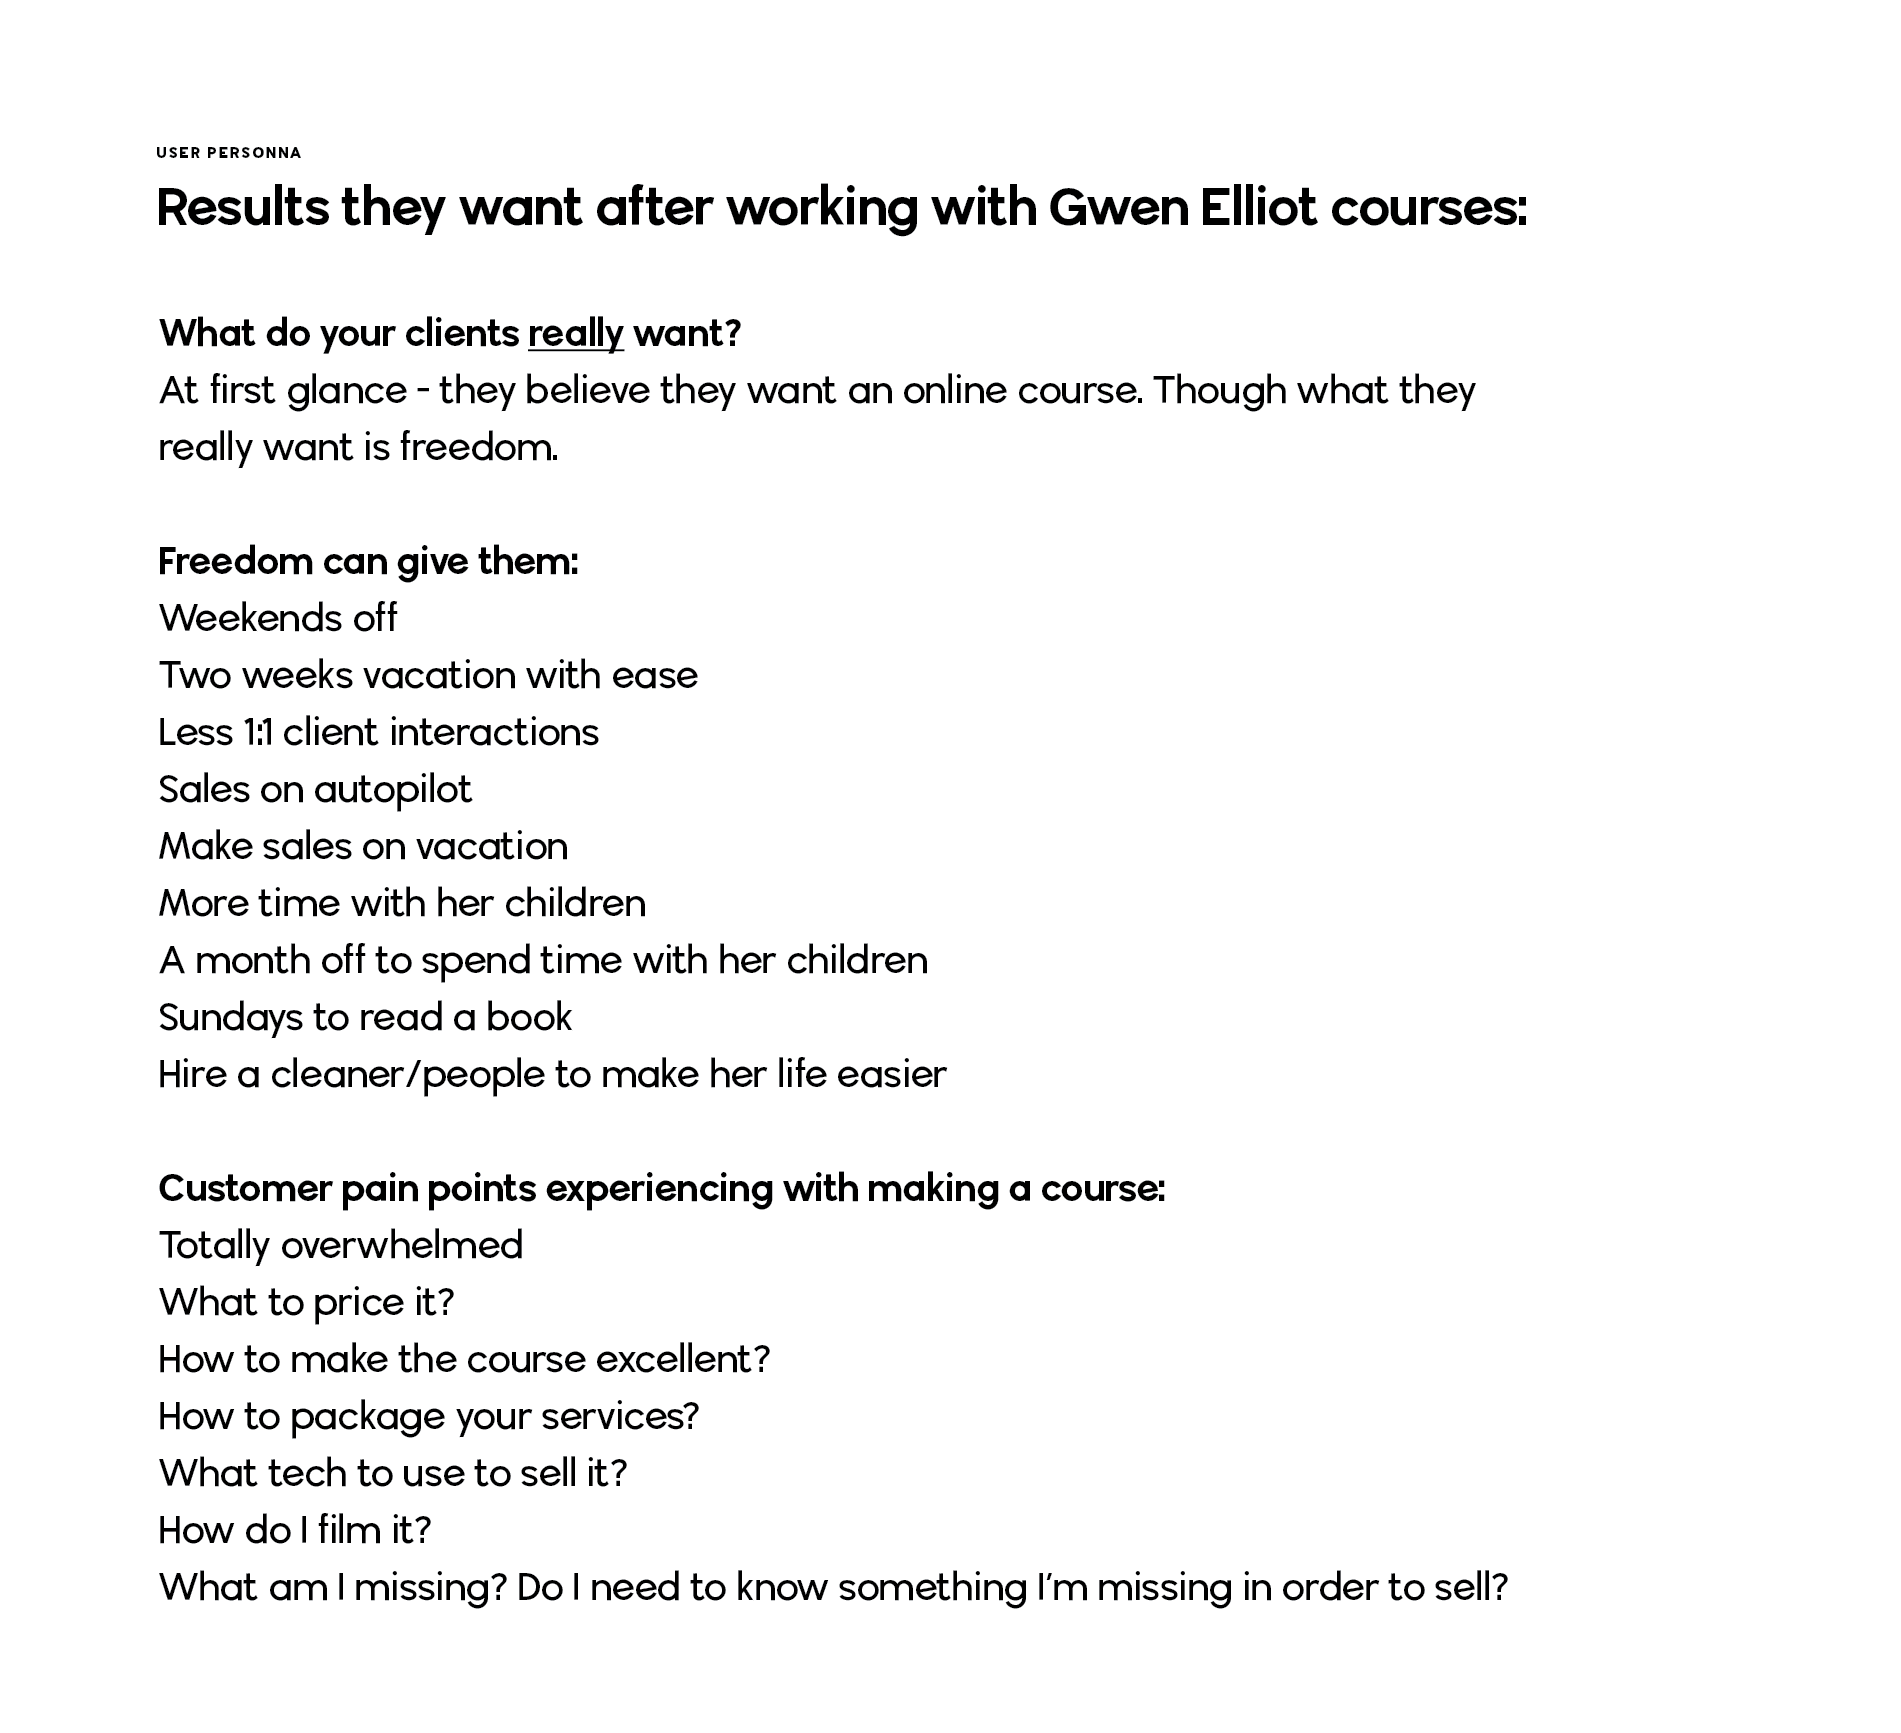 USER PERSONNA
Results they want after working with Gwen Elliot courses:
What do your clients really want?
At first glance - they believe they want an online course. Though what they
really want is freedom.
Freedom can give them:
Weekends off
Two weeks vacation with ease
Less 1:1 client interactions
Sales on autopilot
Make sales on vacation
More time with her children
A month off to spend time with her children
Sundays to read a book
Hire a cleaner/people to make her life easier
Customer pain points experiencing with making a course:
Totally overwhelmed
What to price it?
How to make the course excellent?
How to package your services?
What tech to use to sell it?
How do I film it?
What am I missing? Do I need to know something I'm missing in order to sell?